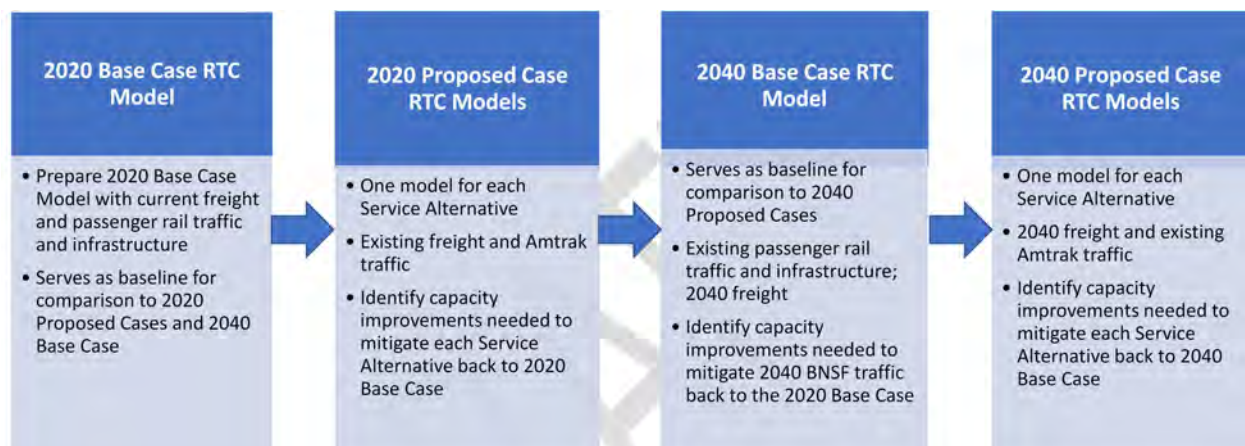 2020 Base Case RTC
Model
• Prepare 2020 Base Case
Model with current freight
and passenger rail traffic
and infrastructure
• Serves as baseline for
comparison to 2020
Proposed Cases and 2040
Base Case
2020 Proposed Case
RTC Models
• One model for each
Service Alternative
• Existing freight and Amtrak
traffic
• Identify capacity
improvements needed to
mitigate each Service
Alternative back to 2020
Base Case
2040 Base Case RTC
Model
• Serves as baseline for
comparison to 2040
Proposed Cases
• Existing passenger rail
traffic and infrastructure;
2040 freight
• Identify capacity
improvements needed to
mitigate 2040 BNSF traffic
back to the 2020 Base Case
2040 Proposed Case
RTC Models
• One model for each
Service Alternative
• 2040 freight and existing
Amtrak traffic
• Identify capacity
improvements needed to
mitigate each Service
Alternative back to 2040
Base Case